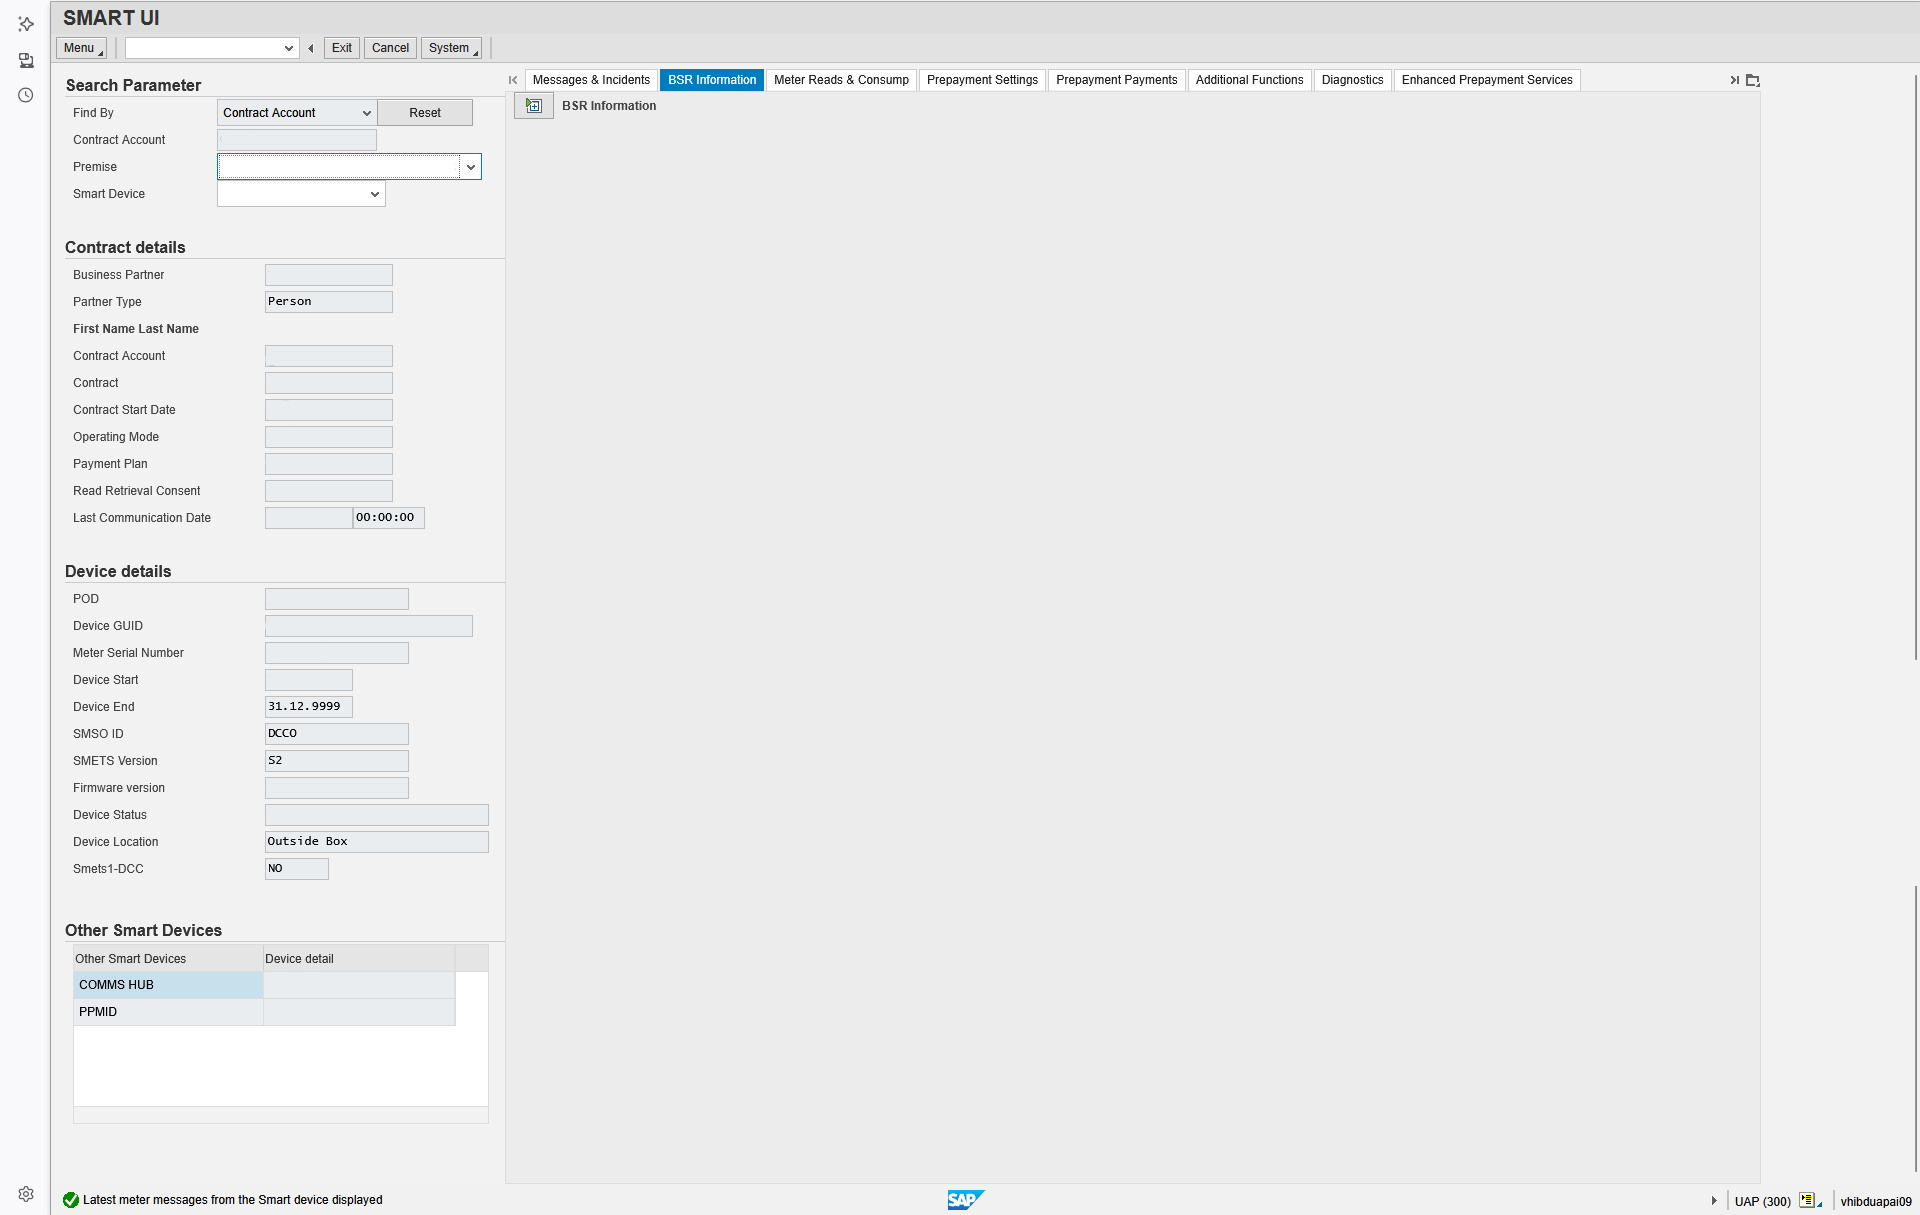 SMART UI
Menu
Exit
Cancel
System
Search Parameter
Find By
Contract Account
Reset
Contract Account
Premise
Smart Device
Contract details
Business Partner
Partner Type
Person
First Name Last Name
Contract Account
Contract
Contract Start Date
Operating Mode
Payment Plan
Read Retrieval Consent
Last Communication Date
00:00:00
Device details
POD
Device GUID
Meter Serial Number
Device Start
Device End
31.12.9999
SMSO ID
DCCO
SMETS Version
S2
Firmware version
Device Status
Device Location
Outside Box
Smets1-DCC
NO
Other Smart Devices
Other Smart Devices
Device detail
COMMS HUB
PPMID
Messages & Incidents
BSR Information
Meter Reads & Consump
Prepayment Settings
Prepayment Payments
Additional Functions
Diagnostics
Enhanced Prepayment Services
BSR Information
Latest meter messages from the Smart device displayed
SAP
UAP (300)
vhibduapai09